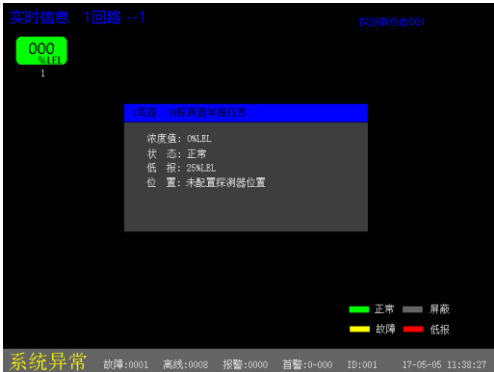 实时信息 1回路 --1
探测器总数001
000
%LEL
1
1回路 1#探测器详细信息
浓度值: 0%LEL
状 态: 正常
低 报: 25%LEL
位 置: 未配置探测器位置
正常 屏蔽
故障 低报
系统异常 故障:0001 离线:0008 报警:0000 首警:0-000 ID:001 17-05-05 11:38:27